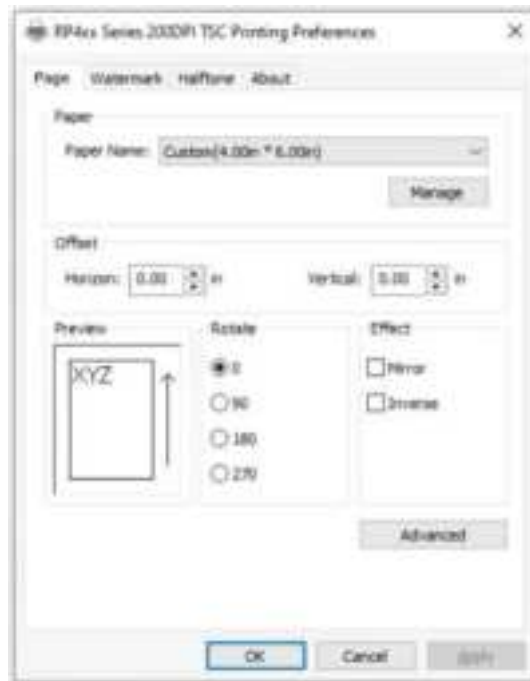 RP4xx Series 200DPI TSC Printing Preferences
Page Watermark Halftone About
Paper
Paper Name: Custom(4.00in * 6.00in)
Manage
Offset
Horizon: 0.00 in Vertical: 0.00 in
Preview Rotate Effect
XYZ
0 Mirror
90 Inverse
180
270
Advanced
OK Cancel Apply